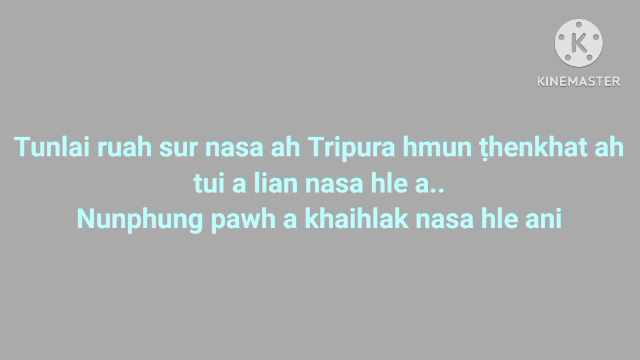 KINEMASTER
Tunlai ruah sur nasa ah Tripura hmun ṭhenkhat ah
tui a lian nasa hle a..
Nunphung pawh a khaihlak nasa hle ani